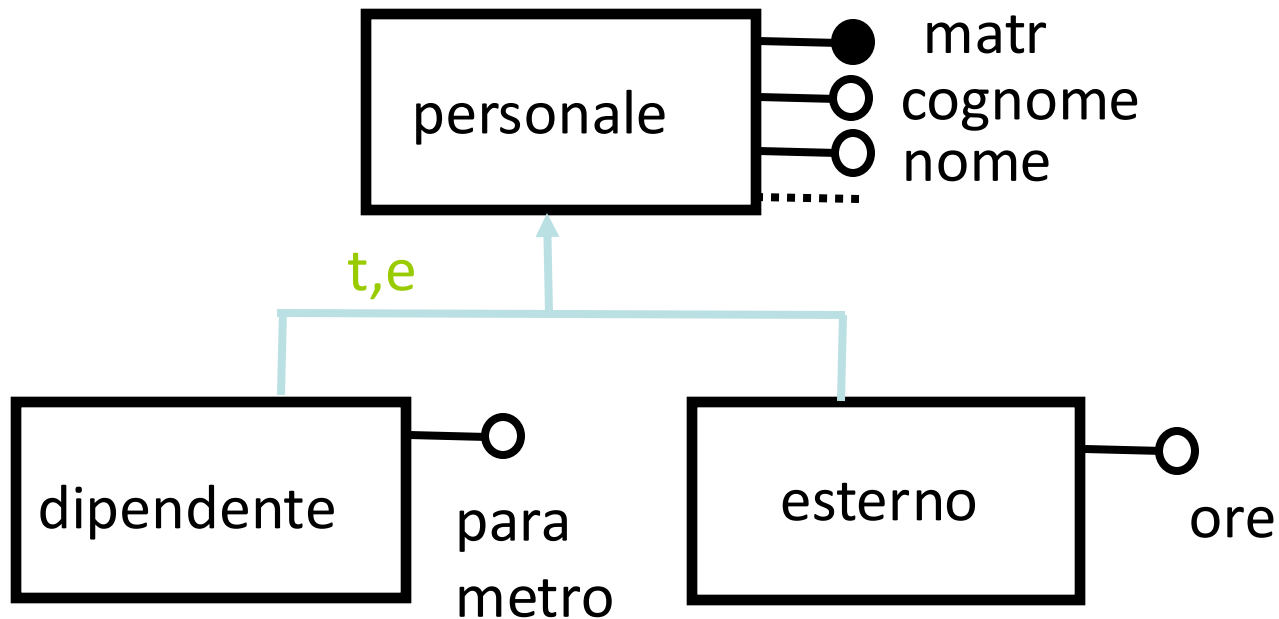 matr
personale
cognome
nome
t,e
dipendente
para
metro
esterno
ore